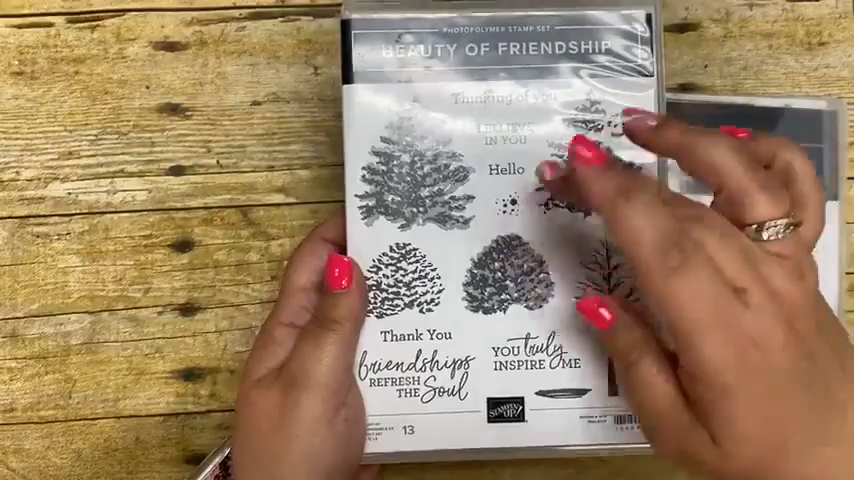 PHOTOPOLYMER STAMP SET
BEAUTY OF FRIENDSHIP
Thinking of You
I BELIEVE
IN YOU
Hello
Thank You
friendships
REFRESH
THE Soul
YOU truly
INSPIRE ME
STAMPIN' UP!
13